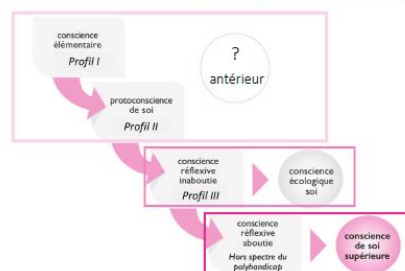 conscience
élémentaire
Profil I
?
antérieur
protoconscience
de soi
Profil II
conscience
réflexive
inaboutie
Profil III
conscience
écologique
soi
conscience
réflexive
aboutie
Hors spectre du
polyhandicap
conscience
de soi
supérieure